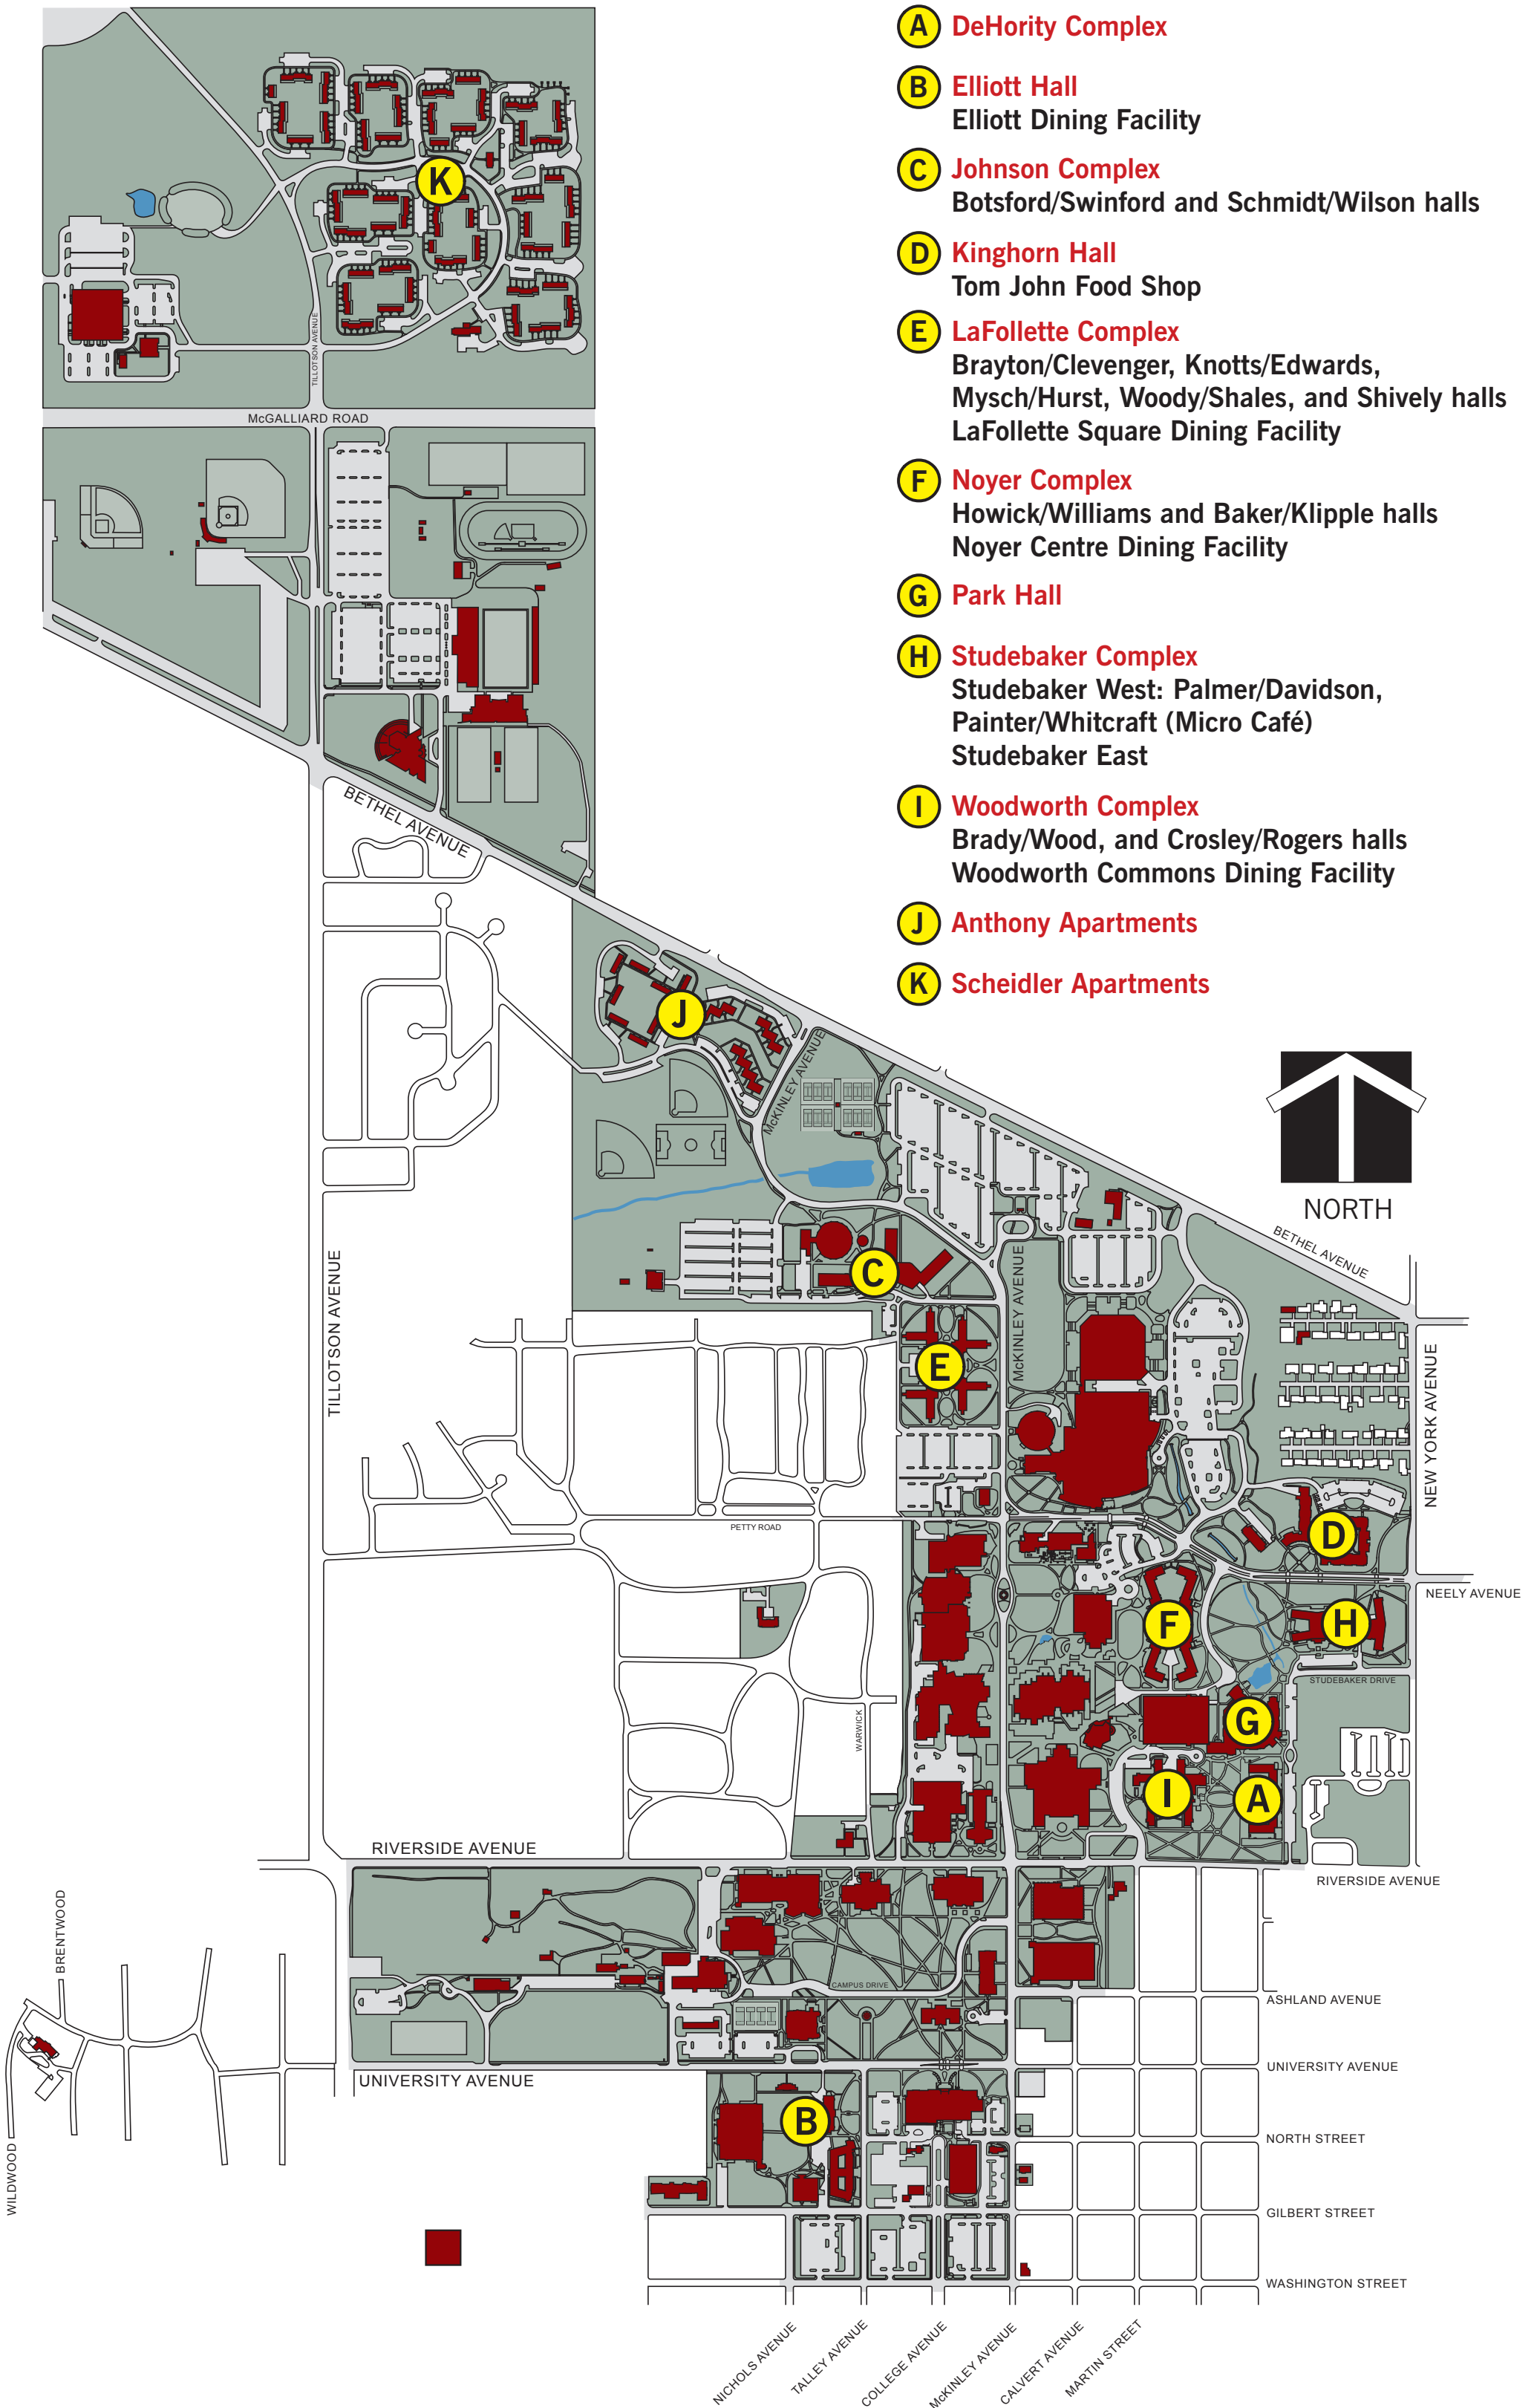 A DeHority Complex
B Elliott Hall
Elliott Dining Facility
C Johnson Complex
Botsford/Swinford and Schmidt/Wilson halls
D Kinghorn Hall
Tom John Food Shop
E LaFollette Complex
Brayton/Clevenger, Knotts/Edwards,
Mysch/Hurst, Woody/Shales, and Shively halls
LaFollette Square Dining Facility
F Noyer Complex
Howick/Williams and Baker/Klipple halls
Noyer Centre Dining Facility
G Park Hall
H Studebaker Complex
Studebaker West: Palmer/Davidson,
Painter/Whitcraft (Micro Café)
Studebaker East
I Woodworth Complex
Brady/Wood, and Crosley/Rogers halls
Woodworth Commons Dining Facility
J Anthony Apartments
K Scheidler Apartments
K
TILLOTSON AVENUE
McGALLIARD ROAD
BETHEL AVENUE
J
McKINLEY AVENUE
NORTH
BETHEL AVENUE
C
McKINLEY AVENUE
TILLOTSON AVENUE
E
NEW YORK AVENUE
PETTY ROAD
D
NEELY AVENUE
F
H
STUDEBAKER DRIVE
G
WARWICK
I
A
RIVERSIDE AVENUE
RIVERSIDE AVENUE
BRENTWOOD
CAMPUS DRIVE
ASHLAND AVENUE
UNIVERSITY AVENUE
UNIVERSITY AVENUE
B
NORTH STREET
WILDWOOD
GILBERT STREET
WASHINGTON STREET
NICHOLS AVENUE
TALLEY AVENUE
COLLEGE AVENUE
McKINLEY AVENUE
CALVERT AVENUE
MARTIN STREET